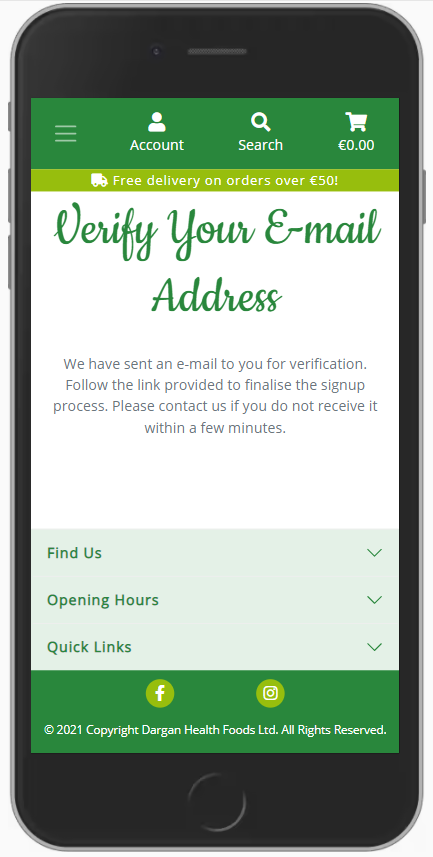 Account
Search
€0.00
Free delivery on orders over €50!
Verify Your E-mail
Address
We have sent an e-mail to you for verification.
Follow the link provided to finalise the signup
process. Please contact us if you do not receive it
within a few minutes.
Find Us
Opening Hours
Quick Links
© 2021 Copyright Dargan Health Foods Ltd. All Rights Reserved.